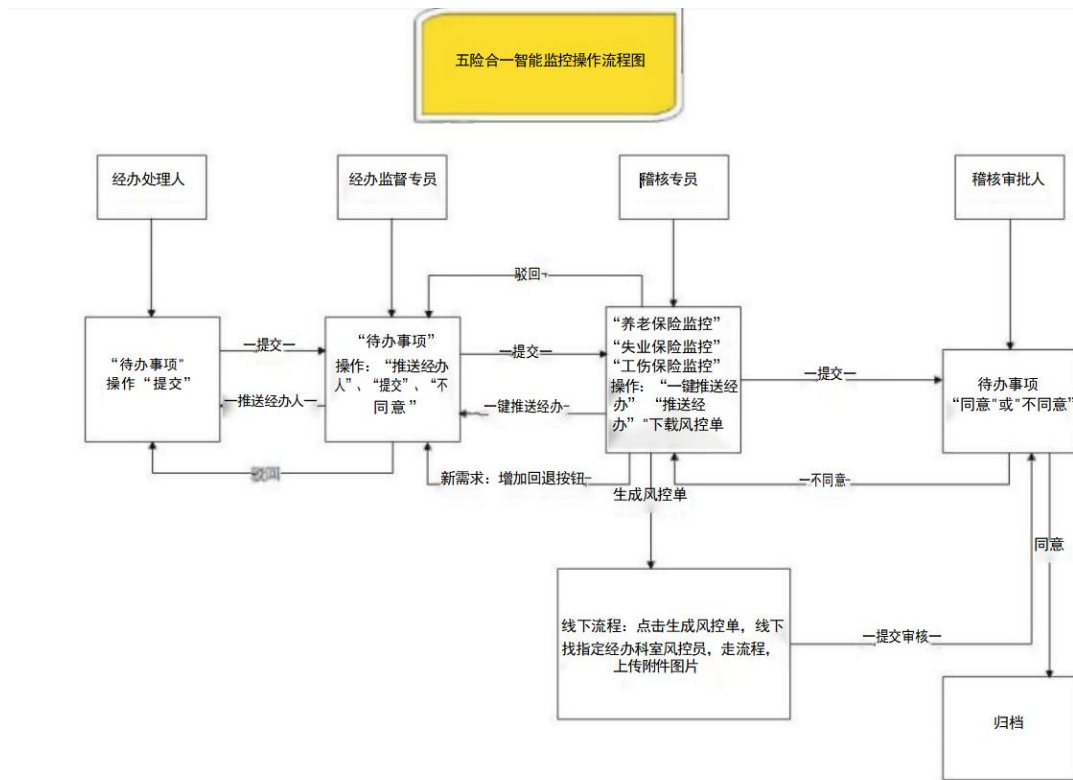 五险合一智能监控操作流程图
经办处理人
经办监督专员
稽核专员
稽核审批人
驳回
“待办事项"
操作“提交”
提交
推送经办人
驳回
“待办事项”
操作：“推送经办
人”、“提交”、“不
同意”
提交
一键推送经办
新需求：增加回退按钮
“养老保险监控”
“失业保险监控”
“工伤保险监控”
操作：“一键推送经
办” “推送经
办”"下载风控单
提交
不同意
待办事项
“同意"或"不同意”
生成风控单
同意
线下流程：点击生成风控单，线下
找指定经办科室风控员，走流程，
上传附件图片
提交审核
归档